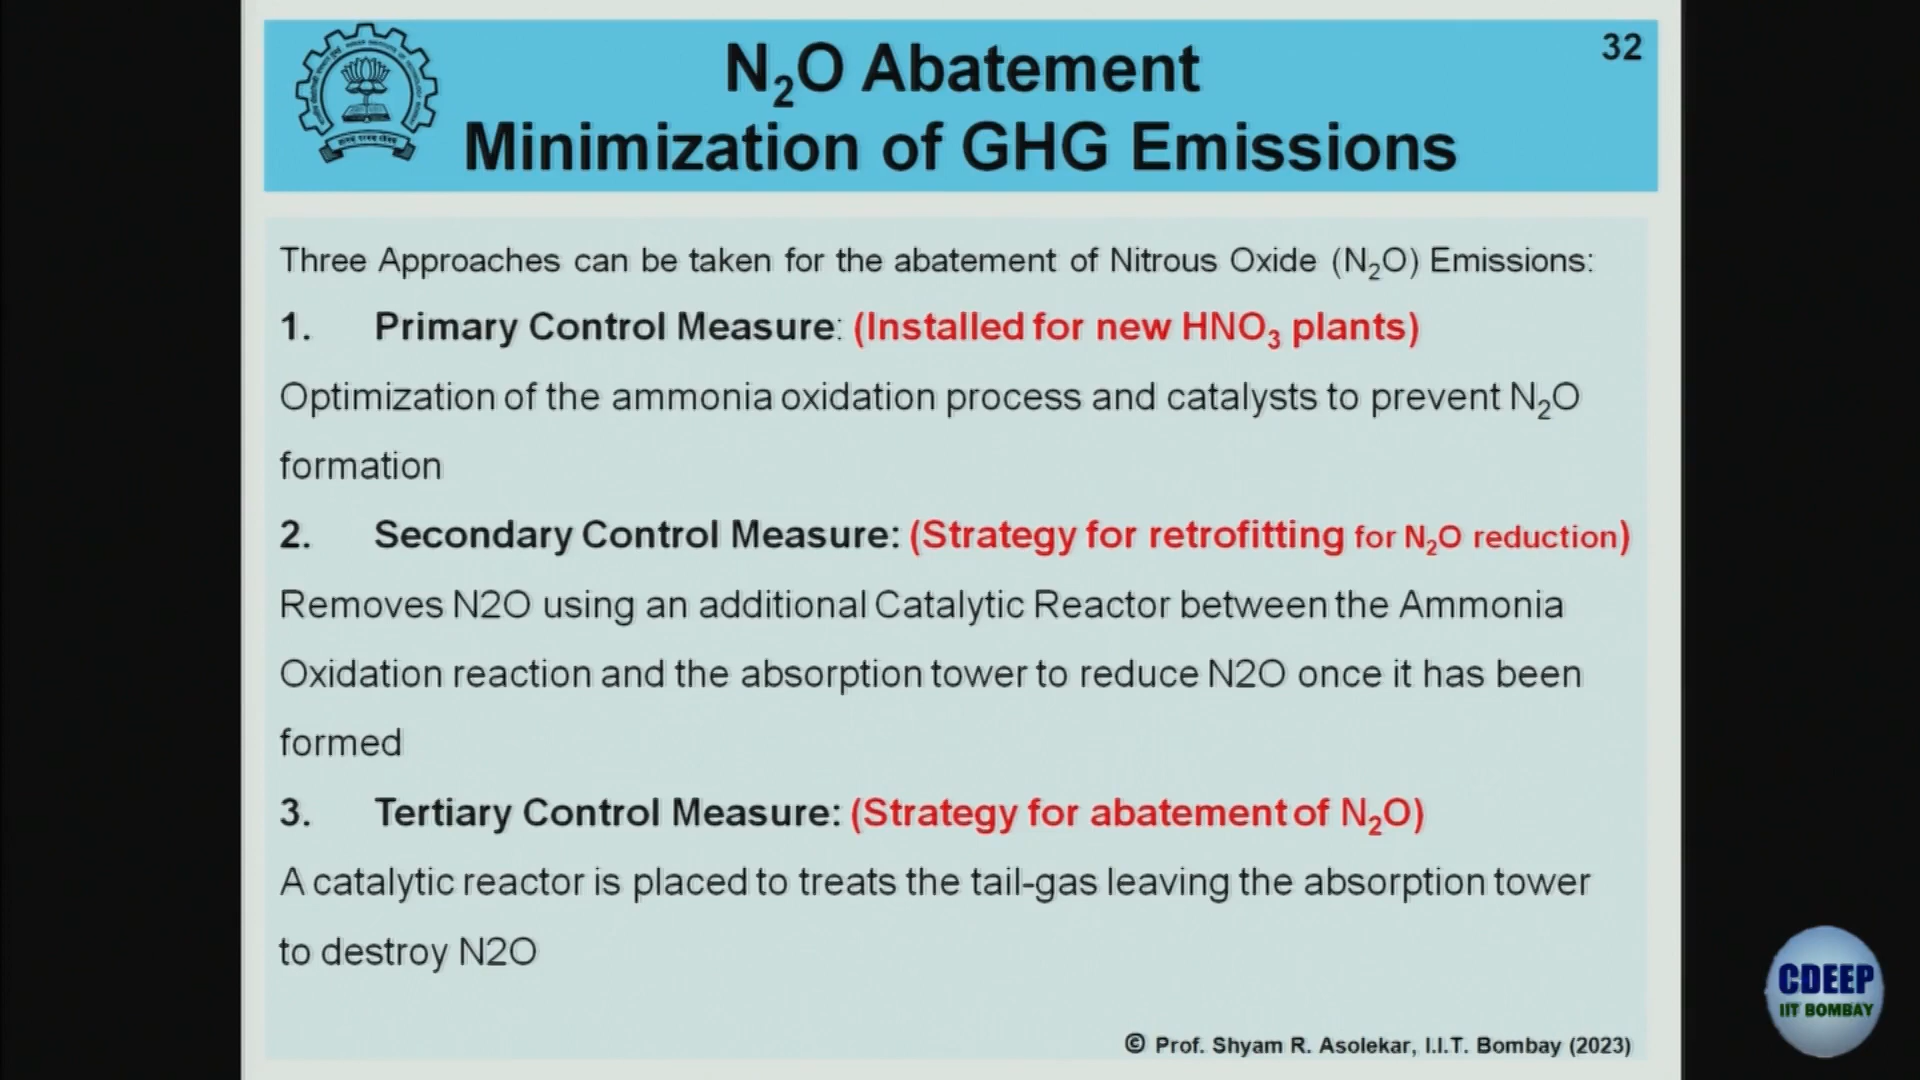 32
N₂O Abatement
Minimization of GHG Emissions
Three Approaches can be taken for the abatement of Nitrous Oxide (N₂O) Emissions:
1. Primary Control Measure: (Installed for new HNO₃ plants)
Optimization of the ammonia oxidation process and catalysts to prevent N₂O
formation
2. Secondary Control Measure: (Strategy for retrofitting for N₂O reduction)
Removes N2O using an additional Catalytic Reactor between the Ammonia
Oxidation reaction and the absorption tower to reduce N2O once it has been
formed
3. Tertiary Control Measure: (Strategy for abatement of N₂O)
A catalytic reactor is placed to treats the tail-gas leaving the absorption tower
to destroy N2O
© Prof. Shyam R. Asolekar, I.I.T. Bombay (2023)
CDEEP
IIT BOMBAY